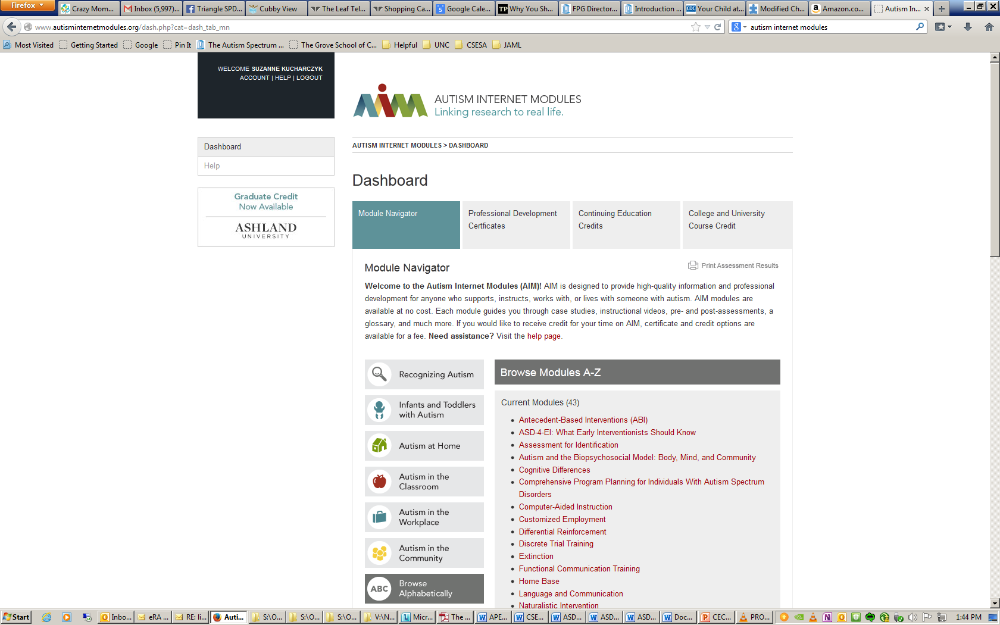 Firefox
Crazy Mom...
Inbox (5,997)...
Triangle SPD...
Cubby View
The Leaf Tel...
Shopping Ca...
Google Cale...
Why You Sh...
FPG Director...
Introduction ...
Your Child at...
Modified Ch...
Amazon.co...
Autism In...
www.autisminternetmodules.org/dash.php?cat=dash_tab_mn
autism internet modules
Most Visited
Getting Started
Google
Pin It
The Autism Spectrum ...
The Grove School of C...
Helpful
UNC
CSESA
JAML
WELCOME SUZANNE KUCHARCZYK
ACCOUNT | HELP | LOGOUT
AIM
AUTISM INTERNET MODULES
Linking research to real life.
Dashboard
Help
Graduate Credit
Now Available
ASHLAND
UNIVERSITY
AUTISM INTERNET MODULES > DASHBOARD
Dashboard
Module Navigator
Professional Development
Certficates
Continuing Education
Credits
College and University
Course Credit
Module Navigator
Print Assessment Results
Welcome to the Autism Internet Modules (AIM)! AIM is designed to provide high-quality information and professional
development for anyone who supports, instructs, works with, or lives with someone with autism. AIM modules are
available at no cost. Each module guides you through case studies, instructional videos, pre- and post-assessments, a
glossary, and much more. If you would like to receive credit for your time on AIM, certificate and credit options are
available for a fee. Need assistance? Visit the help page.
Recognizing Autism
Infants and Toddlers
with Autism
Autism at Home
Autism in the
Classroom
Autism in the
Workplace
Autism in the
Community
ABC
Browse
Alphabetically
Browse Modules A-Z
Current Modules (43)
Antecedent-Based Interventions (ABI)
ASD-4-EI: What Early Interventionists Should Know
Assessment for Identification
Autism and the Biopsychosocial Model: Body, Mind, and Community
Cognitive Differences
Comprehensive Program Planning for Individuals With Autism Spectrum
Disorders
Computer-Aided Instruction
Customized Employment
Differential Reinforcement
Discrete Trial Training
Extinction
Functional Communication Training
Home Base
Language and Communication
Naturalistic Intervention
Start
Inbo...
eRA ...
RE: li...
Auti...
S:\O...
S:\O...
S:\O...
V:\N...
Micr...
The ...
APE...
CSE...
ASD...
ASD...
ASD...
Doc...
CEC...
PRO...
1:44 PM